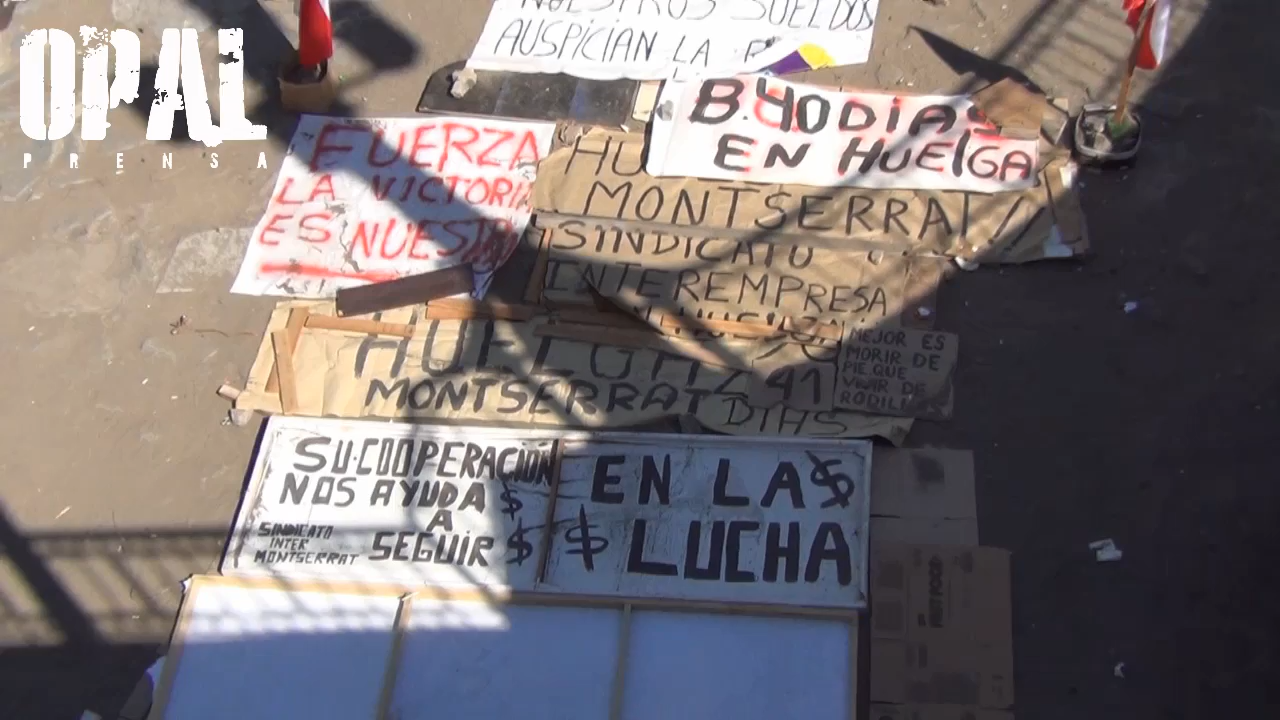 OPAL
PRENSA
NUESTROS SUELDOS
AUSPICIAN LA
B. 40 DIAS
EN HUELGA
FUERZA
LA VICTORIA
ES NUESTRA
MONTSERRAT!!
SINDICATO
INTEREMPRESA
HUELGA
MONTSERRAT
41
DIAS
MEJOR ES
MORIR DE
PIE QUE
VIVIR DE
RODILLAS
SU COOPERACIÓN
NOS AYUDA $
A
SEGUIR $
SINDICATO
INTER
MONTSERRAT
EN LA $
$ LUCHA